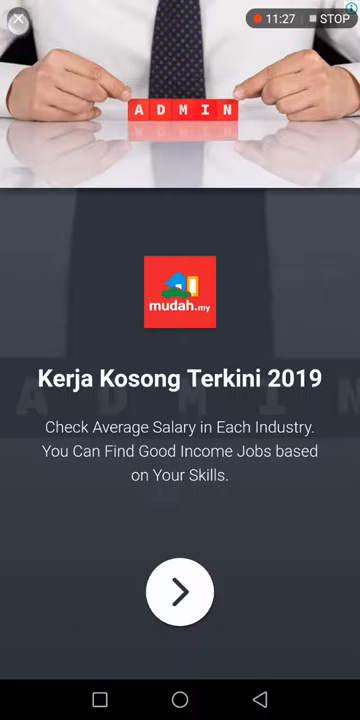 11:27 STOP
ADMIN
mudah.my
Kerja Kosong Terkini 2019
Check Average Salary in Each Industry.
You Can Find Good Income Jobs based
on Your Skills.